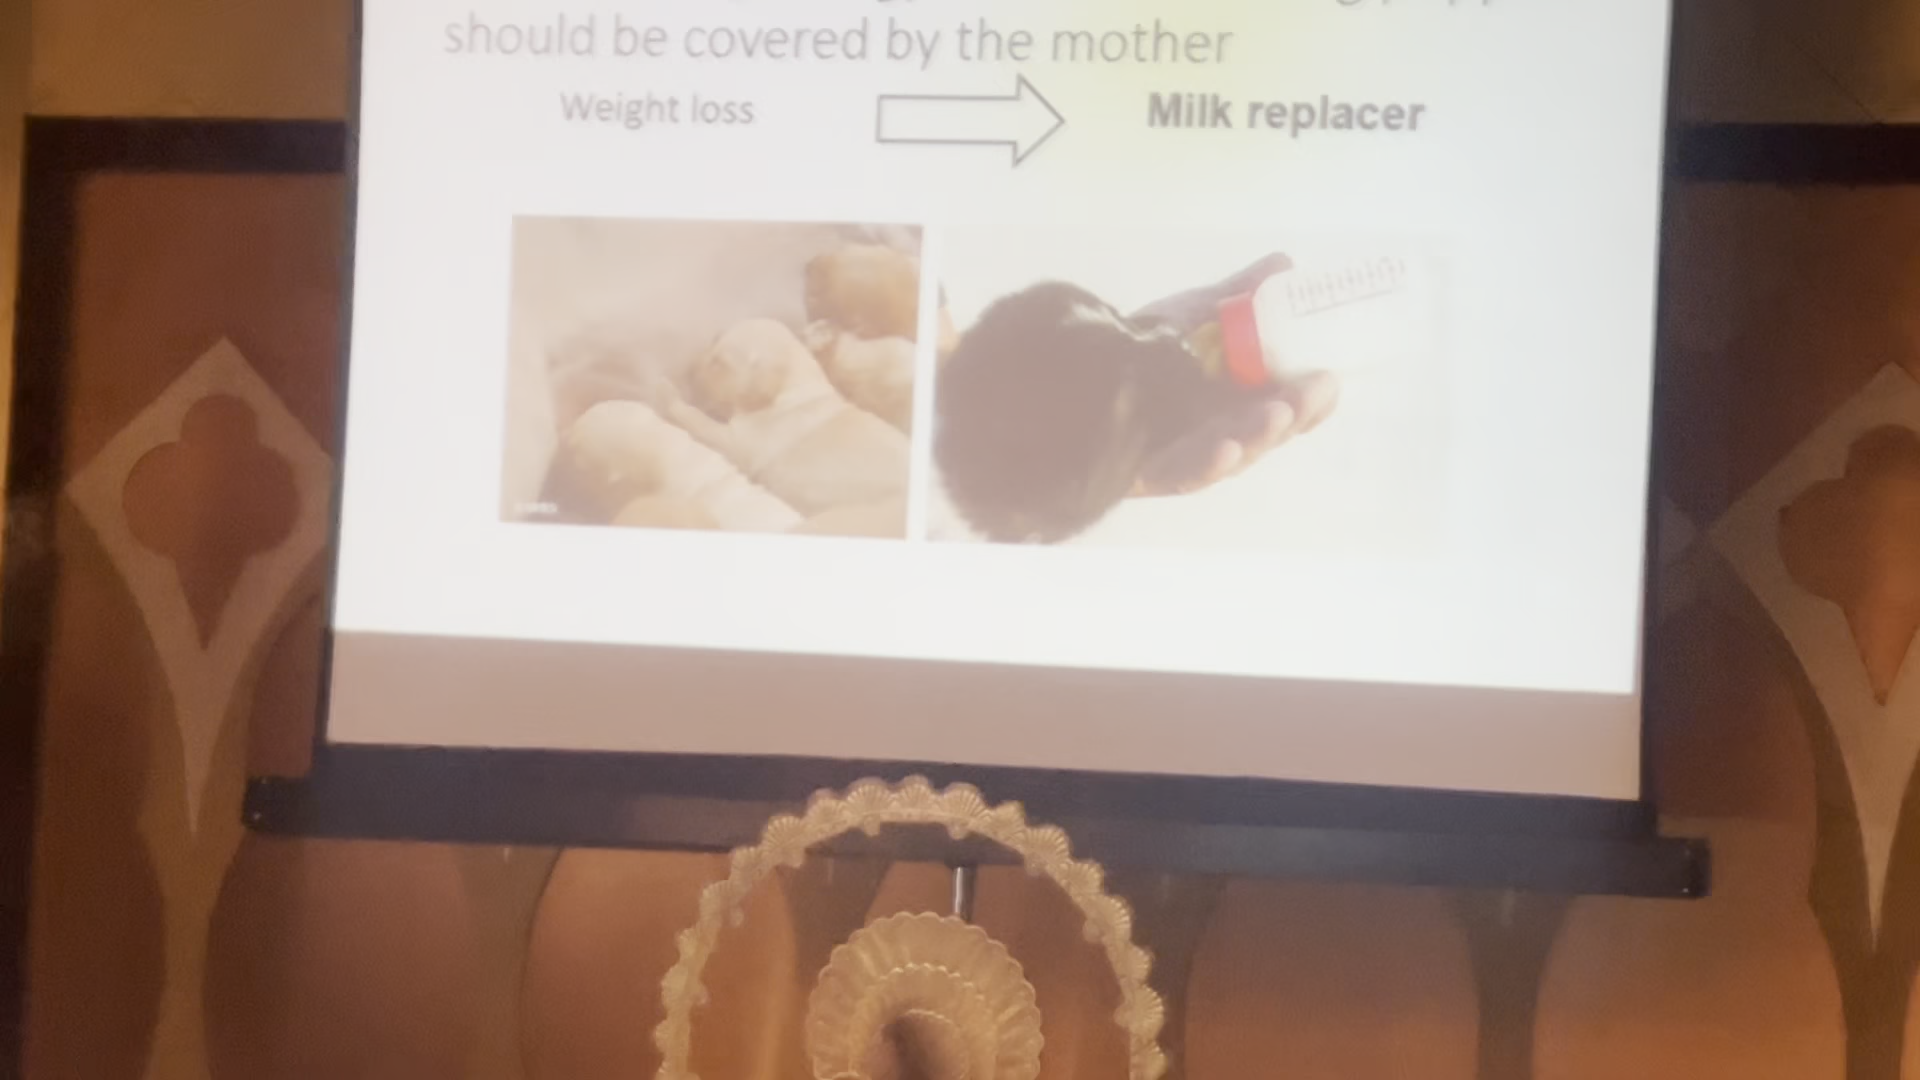 should be covered by the mother
Weight loss
Milk replacer